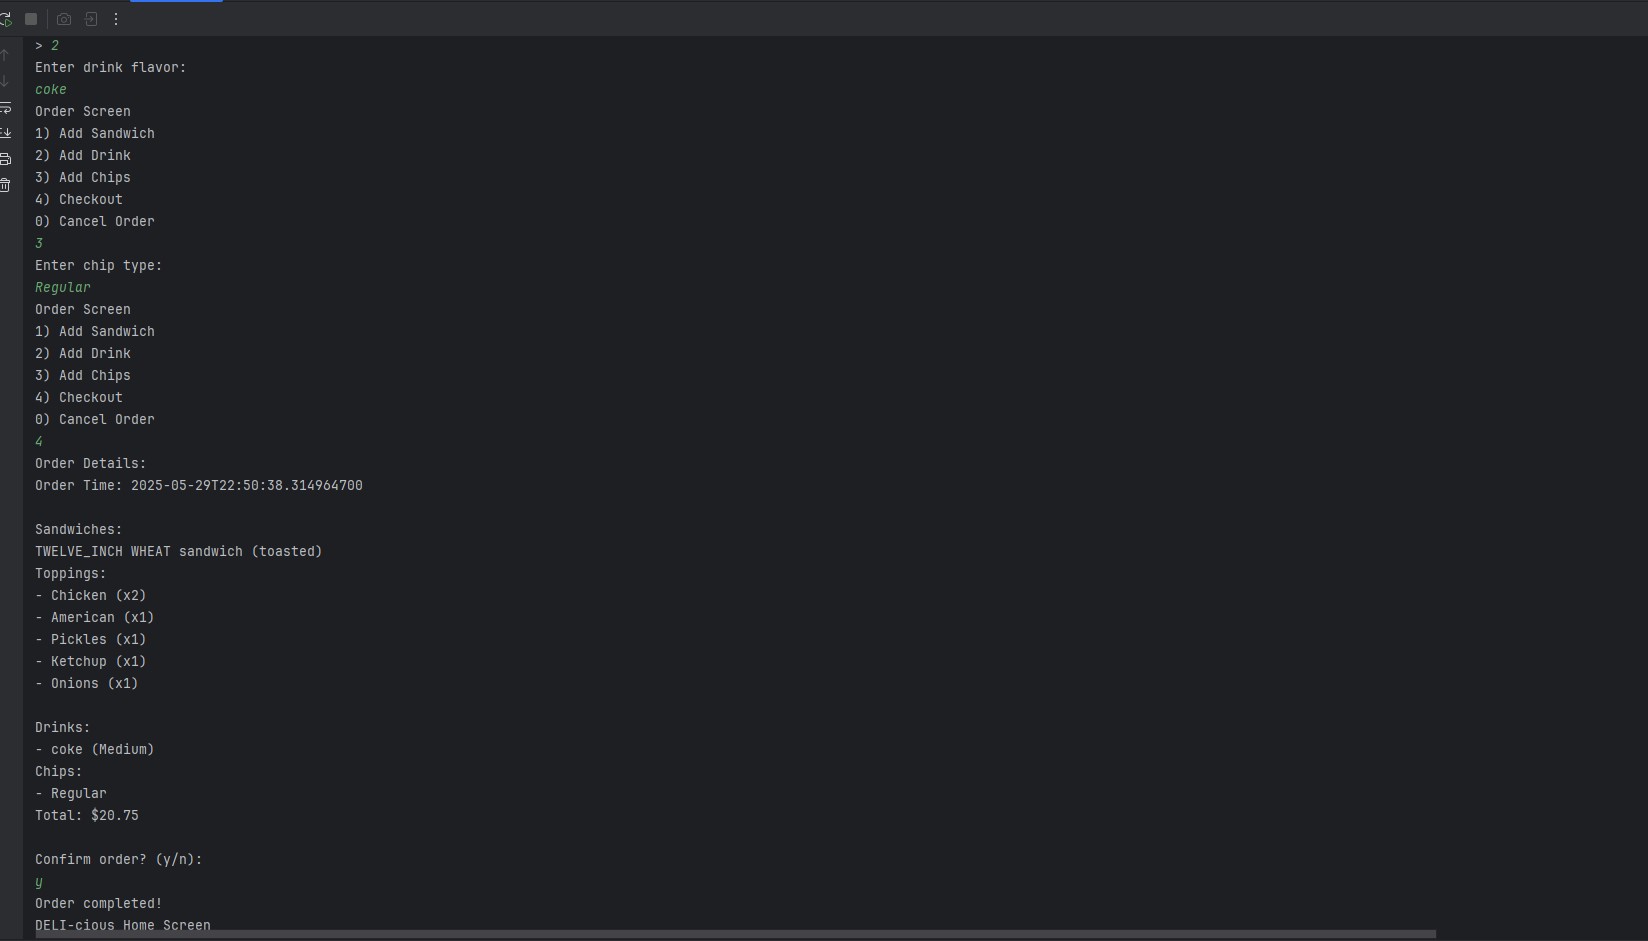 > 2
Enter drink flavor:
coke
Order Screen
1) Add Sandwich
2) Add Drink
3) Add Chips
4) Checkout
0) Cancel Order
3
Enter chip type:
Regular
Order Screen
1) Add Sandwich
2) Add Drink
3) Add Chips
4) Checkout
0) Cancel Order
4
Order Details:
Order Time: 2025-05-29T22:50:38.314964700
Sandwiches:
TWELVE_INCH WHEAT sandwich (toasted)
Toppings:
- Chicken (x2)
- American (x1)
- Pickles (x1)
- Ketchup (x1)
- Onions (x1)
Drinks:
- coke (Medium)
Chips:
- Regular
Total: $20.75
Confirm order? (y/n):
y
Order completed!
DELI-cious Home Screen